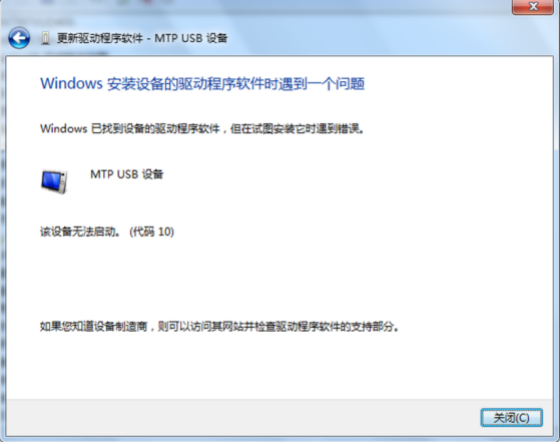 更新驱动程序软件 - MTP USB 设备
Windows 安装设备的驱动程序软件时遇到一个问题
Windows 已找到设备的驱动程序软件，但在试图安装它时遇到错误。
MTP USB 设备
该设备无法启动。 (代码 10)
如果您知道设备制造商，则可以访问其网站并检查驱动程序软件的支持部分。
关闭(C)